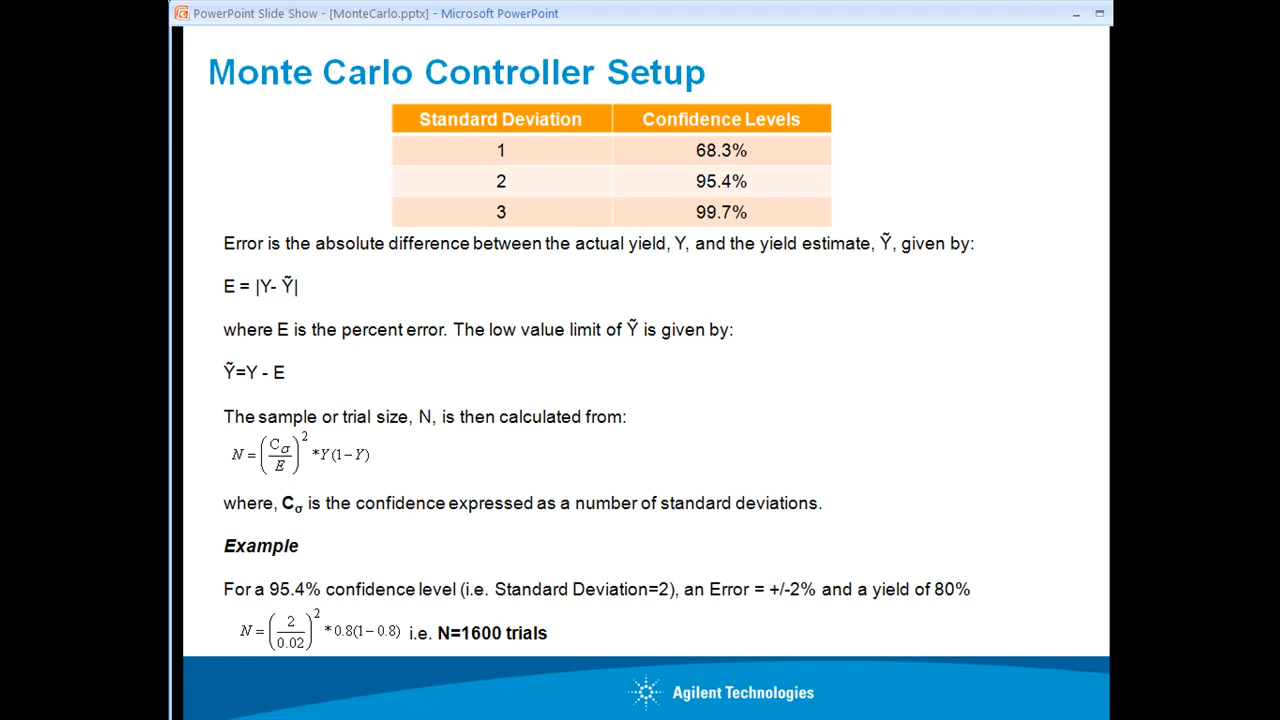 PowerPoint Slide Show - [MonteCarlo.pptx] - Microsoft PowerPoint
Monte Carlo Controller Setup
Standard Deviation Confidence Levels
1 68.3%
2 95.4%
3 99.7%
Error is the absolute difference between the actual yield, Y, and the yield estimate, Ỹ, given by:
E = |Y- Ỹ|
where E is the percent error. The low value limit of Ỹ is given by:
Ỹ=Y - E
The sample or trial size, N, is then calculated from:
N = (Cσ/E)² *Y(1−Y)
where, Cσ is the confidence expressed as a number of standard deviations.
Example
For a 95.4% confidence level (i.e. Standard Deviation=2), an Error = +/-2% and a yield of 80%
N = (2/0.02)² *0.8(1−0.8) i.e. N=1600 trials
Agilent Technologies